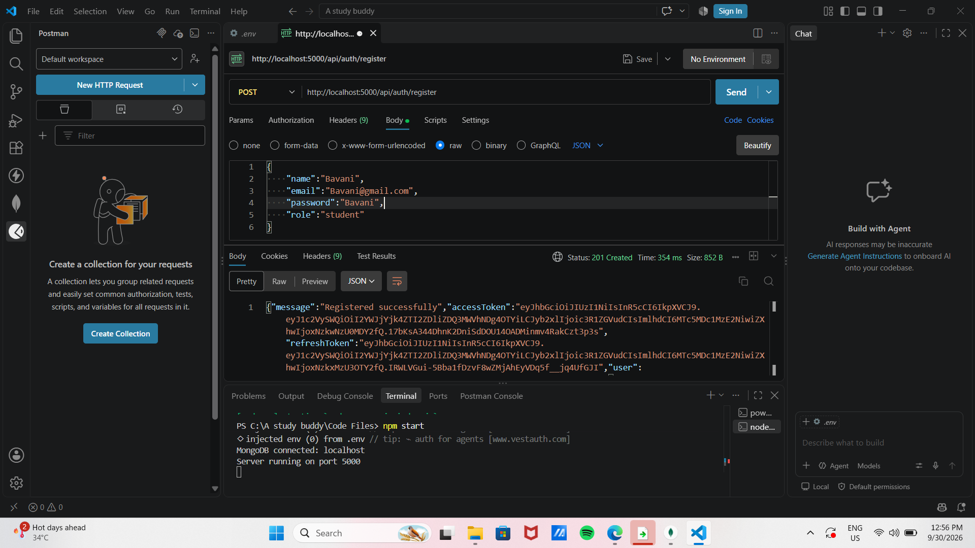 File Edit Selection View Go Run Terminal Help
A study buddy
Sign In
Postman
Default workspace
New HTTP Request
Filter
Create a collection for your requests
A collection lets you group related requests
and easily set common authorization, tests,
scripts, and variables for all requests in it.
Create Collection
.env
http://localhost...
http://localhost:5000/api/auth/register
Save
No Environment
POST
http://localhost:5000/api/auth/register
Send
Params Authorization Headers (9) Body Scripts Settings
Code Cookies
none form-data x-www-form-urlencoded raw binary GraphQL JSON
Beautify
1 {
2 "name":"Bavani",
3 "email":"Bavani@gmail.com",
4 "password":"Bavani",
5 "role":"student"
6 }
Body Cookies Headers (9) Test Results
Status: 201 Created Time: 354 ms Size: 852 B
Pretty Raw Preview JSON
1 {"message":"Registered successfully","accessToken":"
"refreshToken":"
"user":
Problems Output Debug Console Terminal Ports Postman Console
PS C:\A study buddy\Code Files> npm start
injected env (0) from .env // tip: ~ auth for agents [www.vestauth.com]
MongoDB connected: localhost
Server running on port 5000
pow...
node...
Chat
Build with Agent
AI responses may be inaccurate
Generate Agent Instructions to onboard AI
onto your codebase.
.env
Describe what to build
Agent Models
Local Default permissions
0 0
2
Hot days ahead
34°C
Search
ENG
US
12:56 PM
9/30/2026